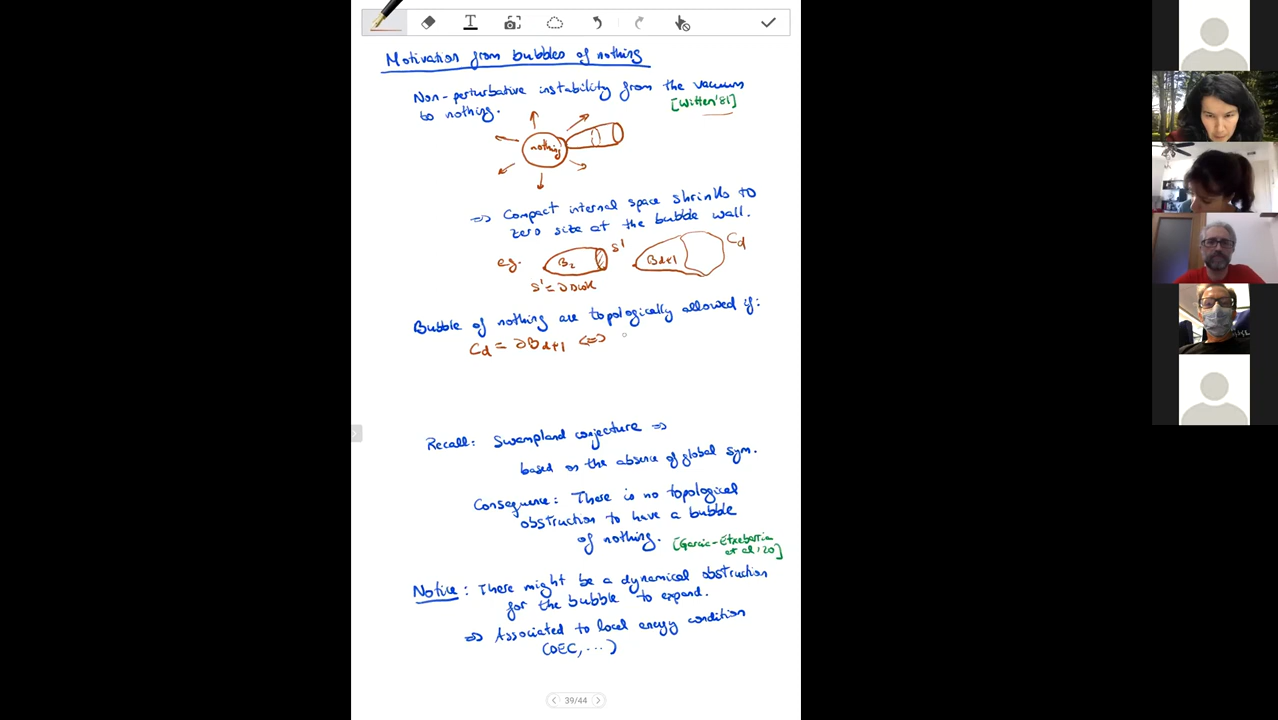 T
Motivation from bubbles of nothing
Non-perturbative instability from the vacuum
to nothing.
[Witten'81]
nothing
=> Compact internal space shrinks to
zero size at the bubble wall.
eg.
B₂
S'
Bd+1
Cd
Bubble of nothing are topologically allowed if:
Cd = ∂Bd+1 <=>
Recall: Swampland conjecture =>
based on the absence of global sym.
Consequence: There is no topological
obstruction to have a bubble
of nothing.
[Garcia-Etxebarria
et al '20]
Notice: There might be a dynamical obstruction
for the bubble to expand.
=> Associated to local energy condition
(DEC, ...)
39/44